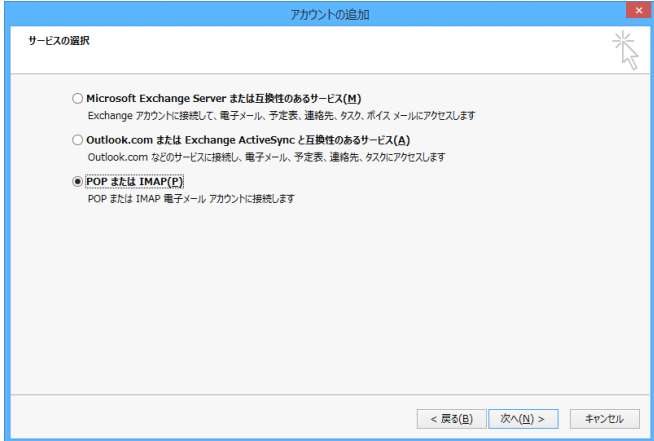 アカウントの追加
×
サービスの選択
Microsoft Exchange Server または互換性のあるサービス(M)
Exchange アカウントに接続して、電子メール、予定表、連絡先、タスク、ボイス メールにアクセスします
Outlook.com または Exchange ActiveSync と互換性のあるサービス(A)
Outlook.com などのサービスに接続し、電子メール、予定表、連絡先、タスクにアクセスします
POP または IMAP(P)
POP または IMAP 電子メール アカウントに接続します
< 戻る(B) 次へ(N) > キャンセル